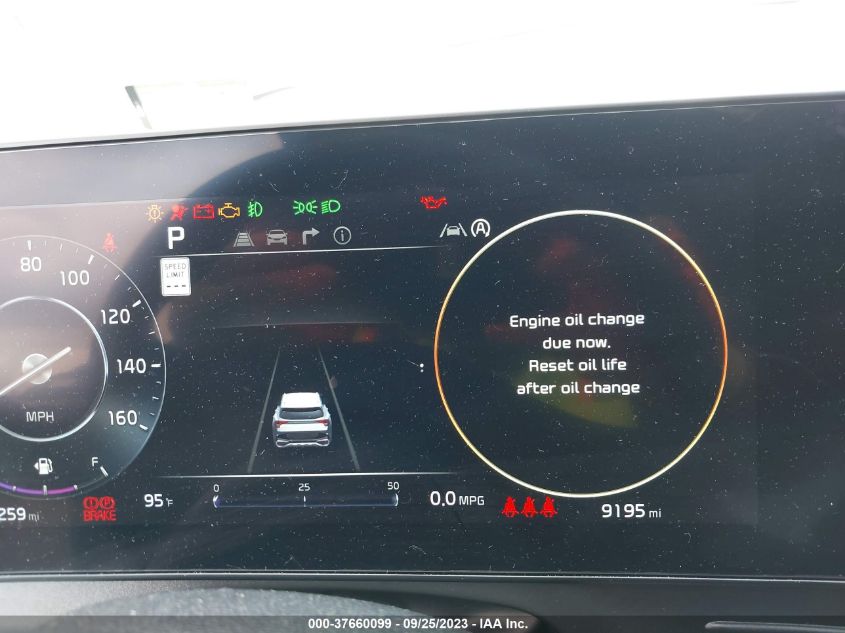 P
A
SPEED
LIMIT
---
80
100
120
140
160
MPH
Engine oil change
due now.
Reset oil life
after oil change
F
259 mi
P
BRAKE
95°F
0 25 50
0.0 MPG
9195 mi
000-37660099 - 09/25/2023 - IAA Inc.